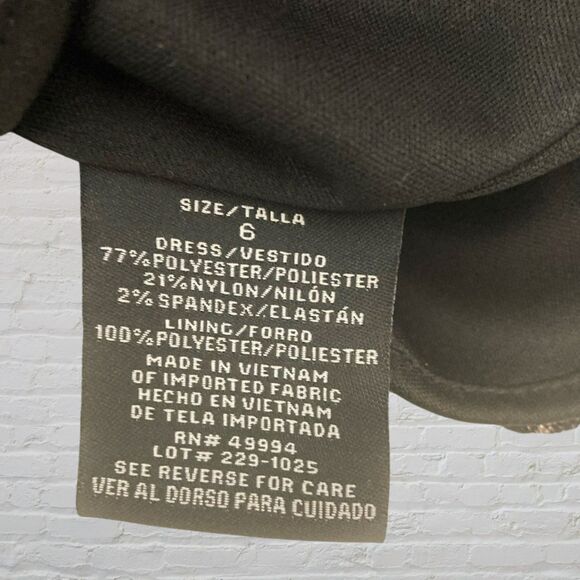 SIZE/TALLA
6
DRESS/VESTIDO
77%POLYESTER/POLIESTER
21%NYLON/NILÓN
2%SPANDEX/ELASTÁN
LINING/FORRO
100%POLYESTER/POLIESTER
MADE IN VIETNAM
OF IMPORTED FABRIC
HECHO EN VIETNAM
DE TELA IMPORTADA
RN# 49994
LOT# 229-1025
SEE REVERSE FOR CARE
VER AL DORSO PARA CUIDADO